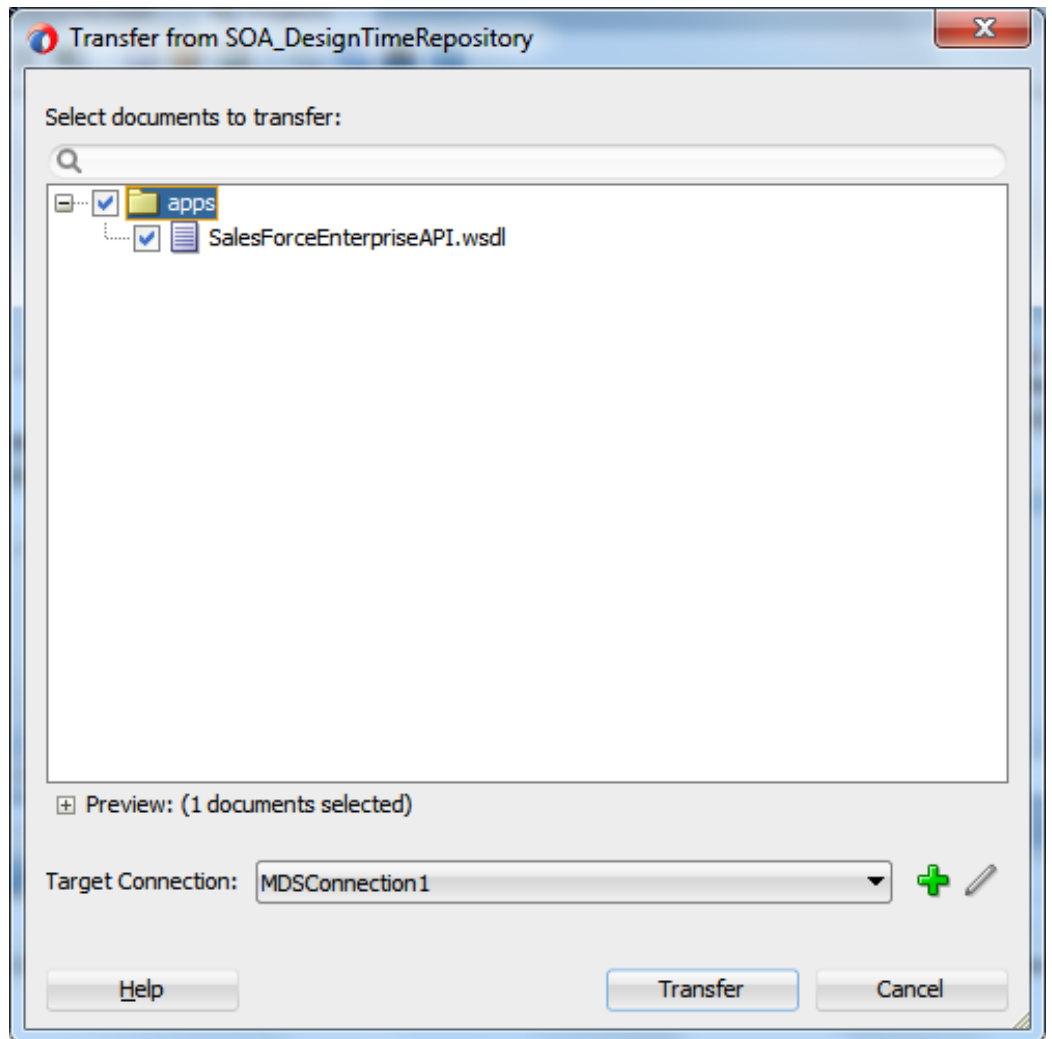 Transfer from SOA_DesignTimeRepository
Select documents to transfer:
apps
SalesForceEnterpriseAPI.wsdl
Preview: (1 documents selected)
Target Connection: MDSConnection1
Help Transfer Cancel